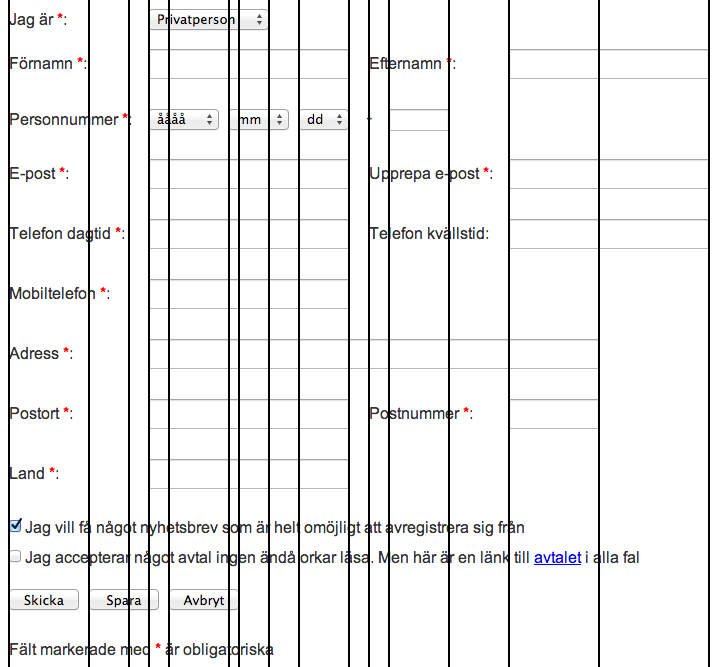 Jag är *: Privatperson
Förnamn *: Efternamn *:
Personnummer *: åååå mm dd -
E-post *: Upprepa e-post *:
Telefon dagtid *: Telefon kvällstid:
Mobiltelefon *:
Adress *:
Postort *: Postnummer *:
Land *:
Jag vill få något nyhetsbrev som är helt omöjligt att avregistrera sig från
Jag accepterar något avtal ingen ändå orkar läsa. Men här är en länk till avtalet i alla fal
Skicka Spara Avbryt
Fält markerade med * är obligatoriska